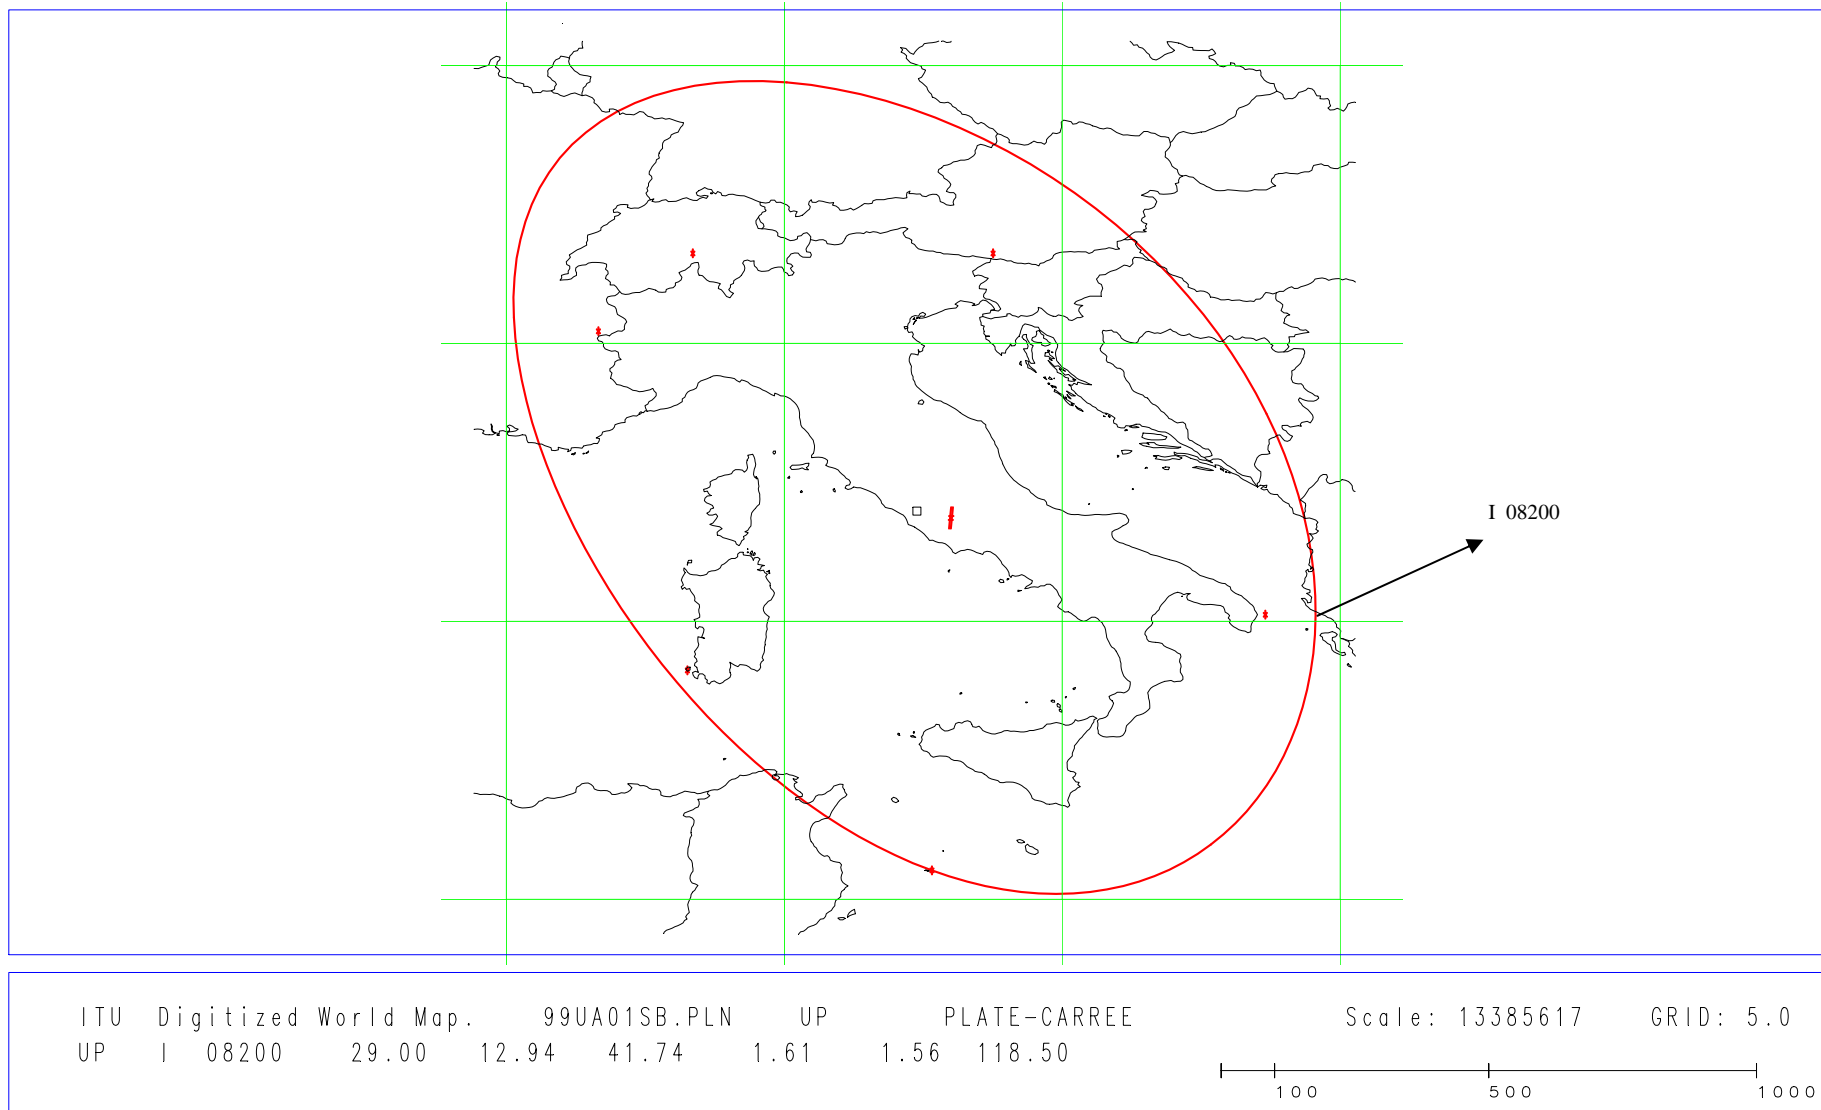 I 08200
ITU Digitized World Map. 99UA01SB.PLN UP PLATE-CARREE Scale: 13385617 GRID: 5.0
UP I 08200 29.00 12.94 41.74 1.61 1.56 118.50
100 500 1000